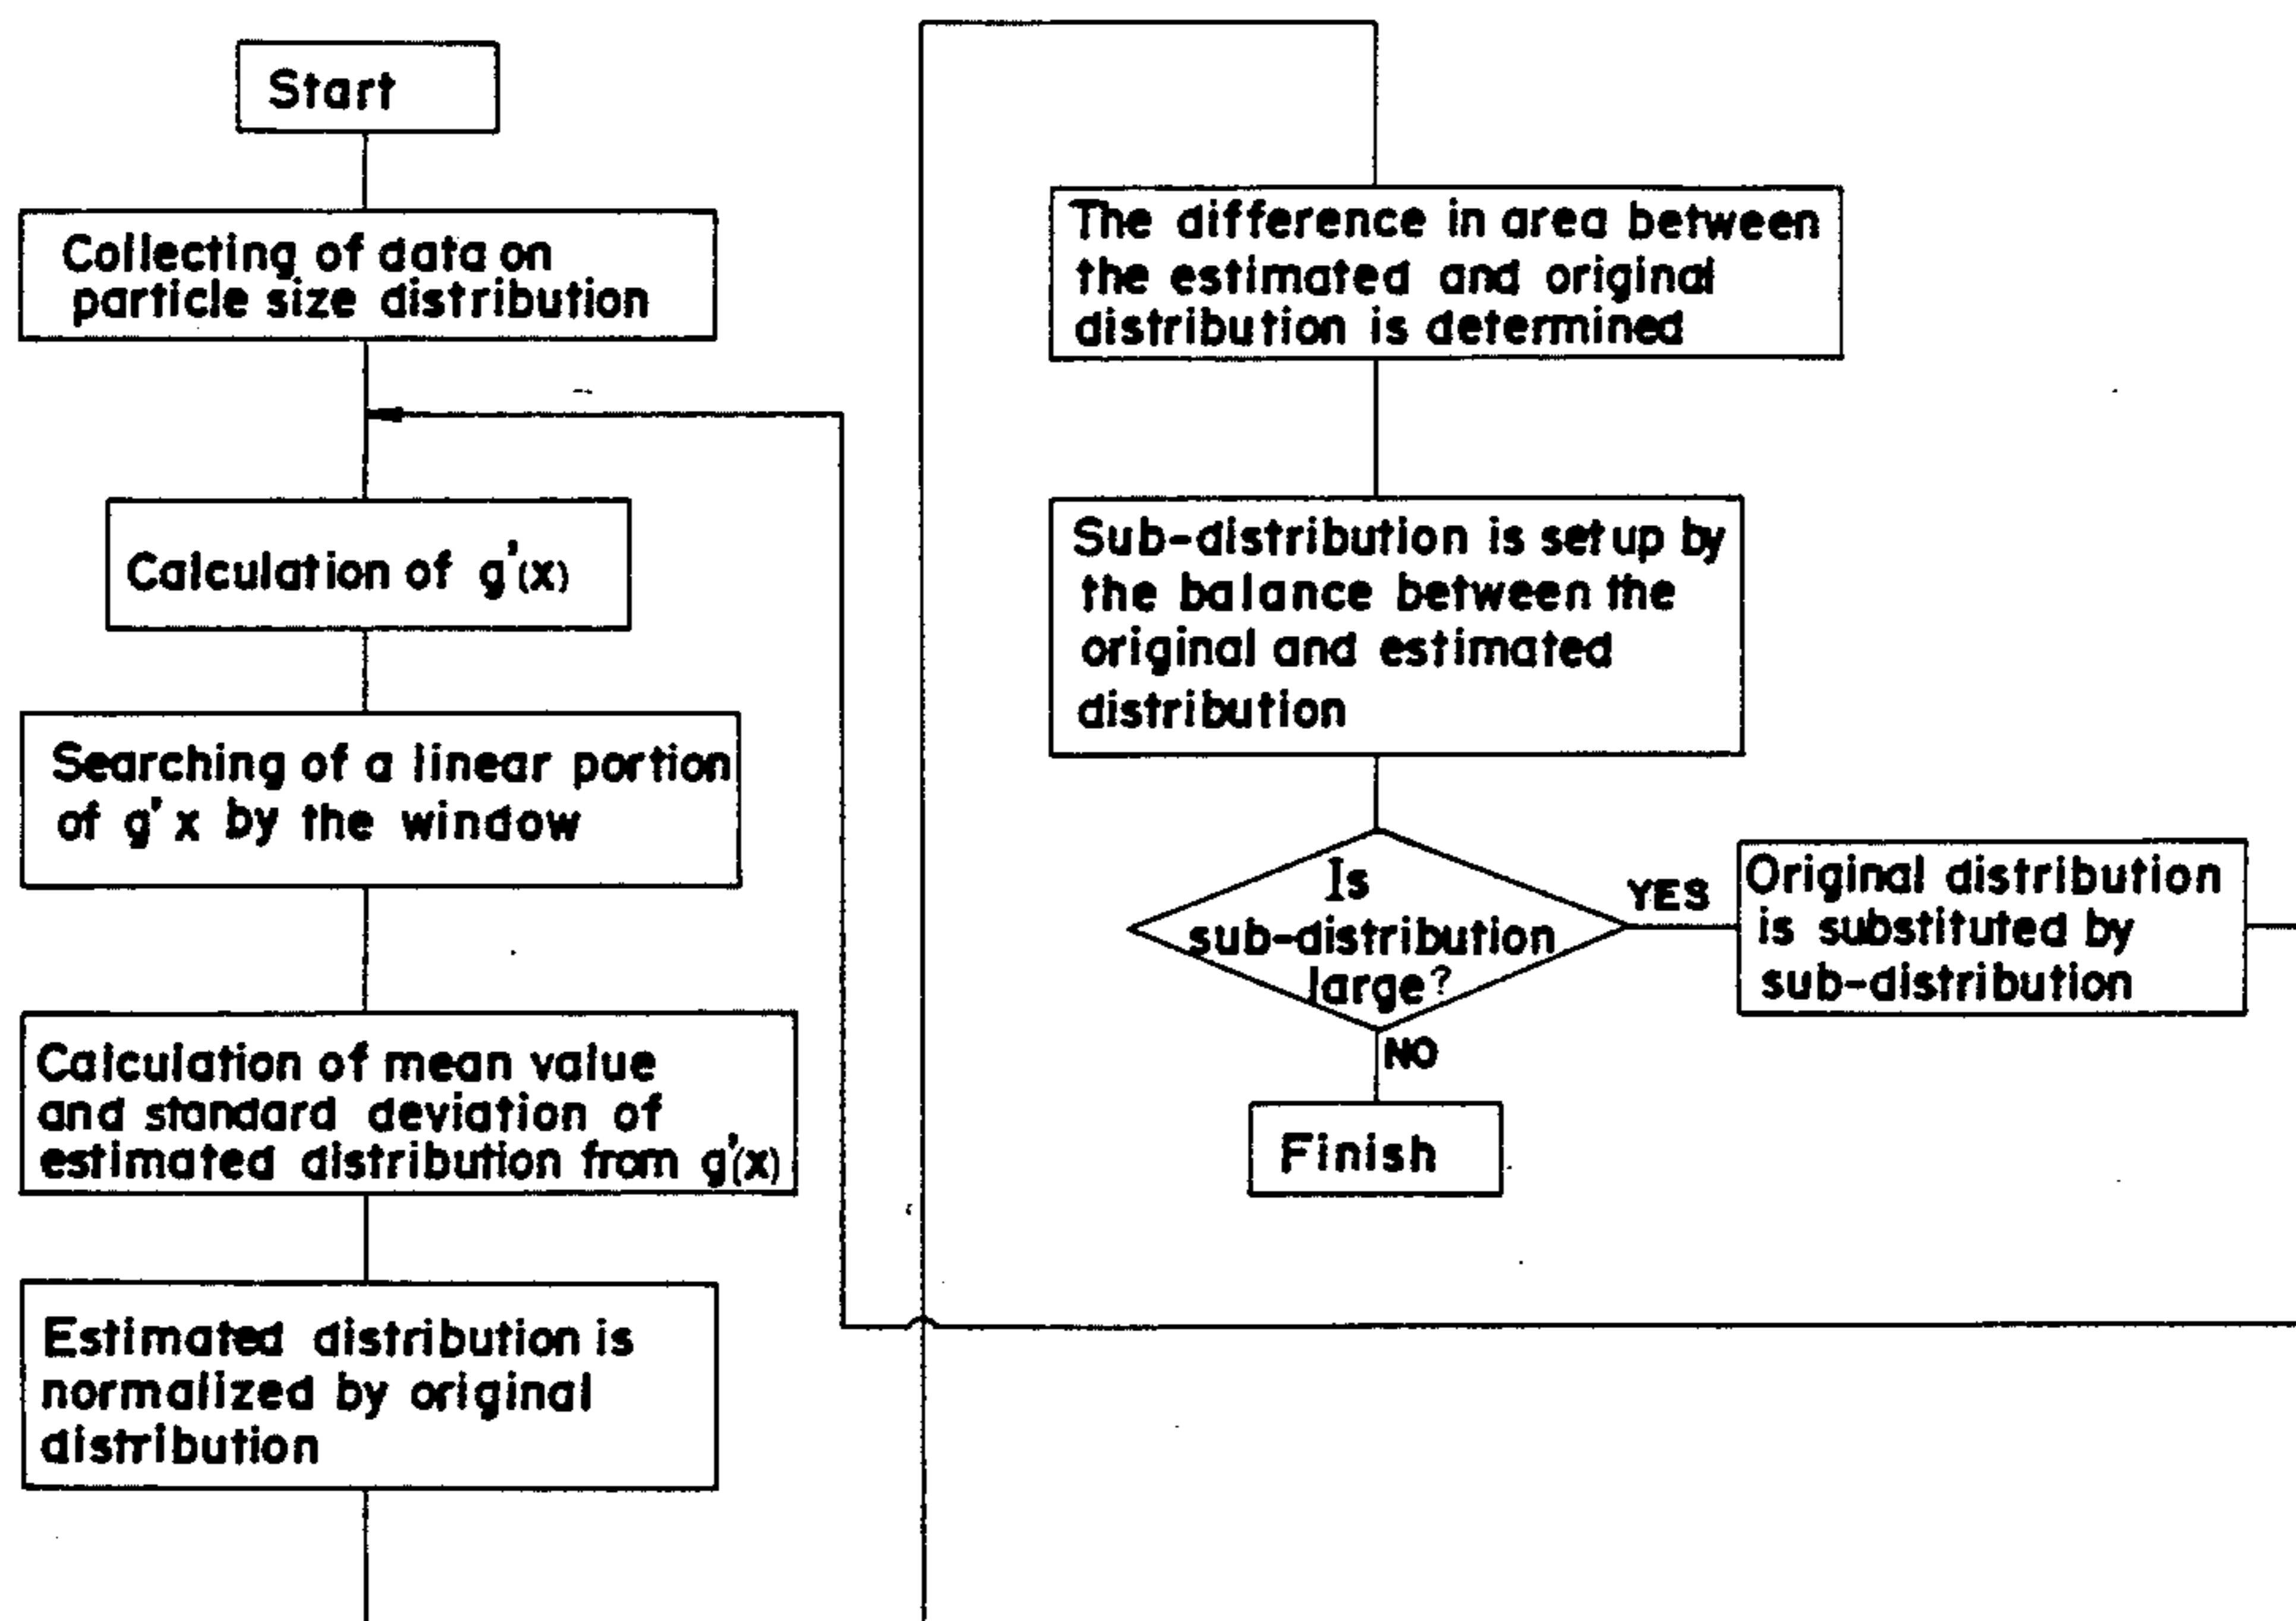 Start
Collecting of data on
particle size distribution
Calculation of g'(x)
Searching of a linear portion
of g' x by the window
Calculation of mean value
and standard deviation of
estimated distribution from g'(x)
Estimated distribution is
normalized by original
distribution
The difference in area between
the estimated and original
distribution is determined
Sub-distribution is set up by
the balance between the
original and estimated
distribution
Is
sub-distribution
large?
YES
Original distribution
is substituted by
sub-distribution
NO
Finish